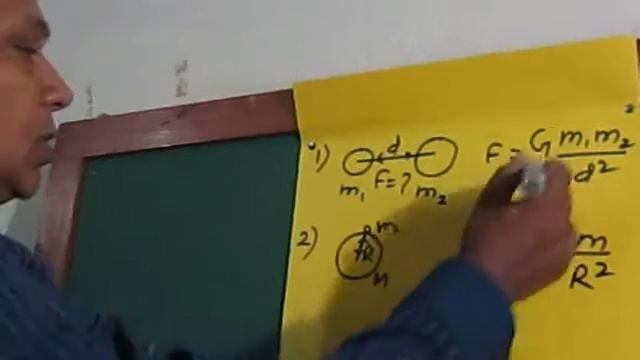 1) d F = G m₁m₂ / d²
m₁ F=? m₂
2) R m
M m / R²